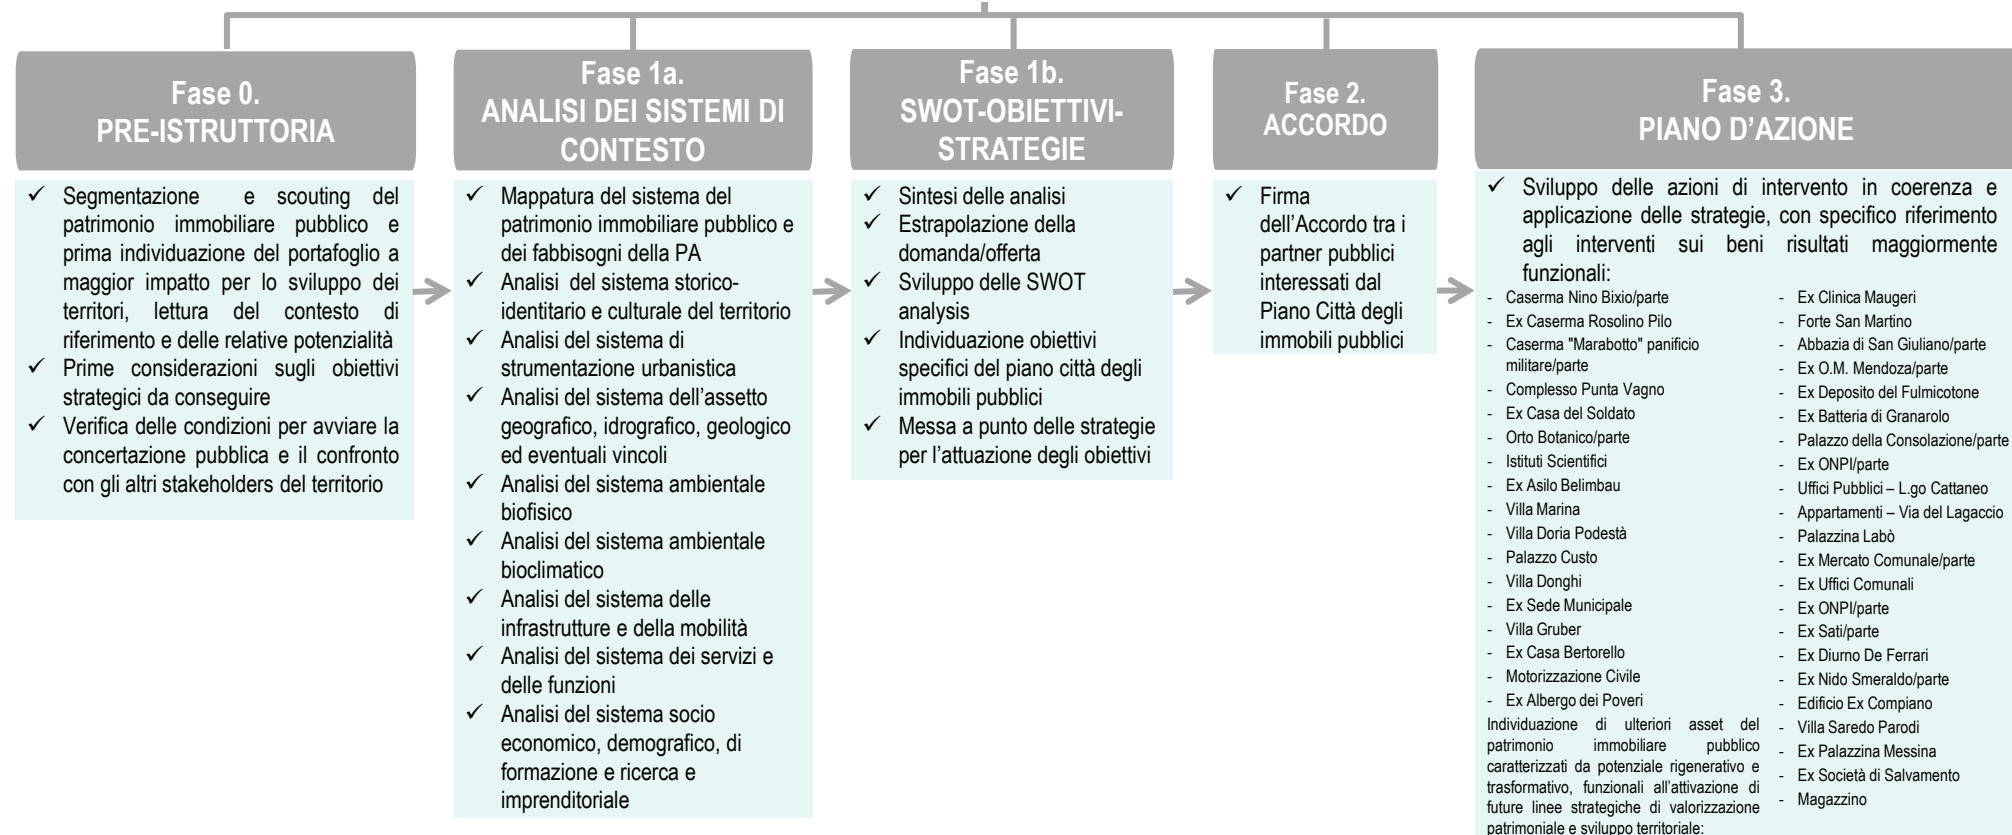 Fase 0.
PRE-ISTRUTTORIA
Segmentazione e scouting del
patrimonio immobiliare pubblico e
prima individuazione del portafoglio a
maggior impatto per lo sviluppo dei
territori, lettura del contesto di
riferimento e delle relative potenzialità
Prime considerazioni sugli obiettivi
strategici da conseguire
Verifica delle condizioni per avviare la
concertazione pubblica e il confronto
con gli altri stakeholders del territorio
Fase 1a.
ANALISI DEI SISTEMI DI
CONTESTO
Mappatura del sistema del
patrimonio immobiliare pubblico e
dei fabbisogni della PA
Analisi del sistema storico-
identitario e culturale del territorio
Analisi del sistema di
strumentazione urbanistica
Analisi del sistema dell'assetto
geografico, idrografico, geologico
ed eventuali vincoli
Analisi del sistema ambientale
biofisico
Analisi del sistema ambientale
bioclimatico
Analisi del sistema delle
infrastrutture e della mobilità
Analisi del sistema dei servizi e
delle funzioni
Analisi del sistema socio
economico, demografico, di
formazione e ricerca e
imprenditoriale
Fase 1b.
SWOT-OBIETTIVI-
STRATEGIE
Sintesi delle analisi
Estrapolazione della
domanda/offerta
Sviluppo delle SWOT
analysis
Individuazione obiettivi
specifici del piano città degli
immobili pubblici
Messa a punto delle strategie
per l'attuazione degli obiettivi
Fase 2.
ACCORDO
Firma
dell'Accordo tra i
partner pubblici
interessati dal
Piano Città degli
immobili pubblici
Fase 3.
PIANO D'AZIONE
Sviluppo delle azioni di intervento in coerenza e
applicazione delle strategie, con specifico riferimento
agli interventi sui beni risultati maggiormente
funzionali:
- Caserma Nino Bixio/parte
- Ex Caserma Rosolino Pilo
- Caserma "Marabotto" panificio
militare/parte
- Complesso Punta Vagno
- Ex Casa del Soldato
- Orto Botanico/parte
- Istituti Scientifici
- Ex Asilo Belimbau
- Villa Marina
- Villa Doria Podestà
- Palazzo Custo
- Villa Donghi
- Ex Sede Municipale
- Villa Gruber
- Ex Casa Bertorello
- Motorizzazione Civile
- Ex Albergo dei Poveri
Individuazione di ulteriori asset del
patrimonio immobiliare pubblico
caratterizzati da potenziale rigenerativo e
trasformativo, funzionali all'attivazione di
future linee strategiche di valorizzazione
patrimoniale e sviluppo territoriale:
- Ex Clinica Maugeri
- Forte San Martino
- Abbazia di San Giuliano/parte
- Ex O.M. Mendoza/parte
- Ex Deposito del Fulmicotone
- Ex Batteria di Granarolo
- Palazzo della Consolazione/parte
- Ex ONPI/parte
- Uffici Pubblici – L.go Cattaneo
- Appartamenti – Via del Lagaccio
- Palazzina Labò
- Ex Mercato Comunale/parte
- Ex Uffici Comunali
- Ex ONPI/parte
- Ex Sati/parte
- Ex Diurno De Ferrari
- Ex Nido Smeraldo/parte
- Edificio Ex Compiano
- Villa Saredo Parodi
- Ex Palazzina Messina
- Ex Società di Salvamento
- Magazzino